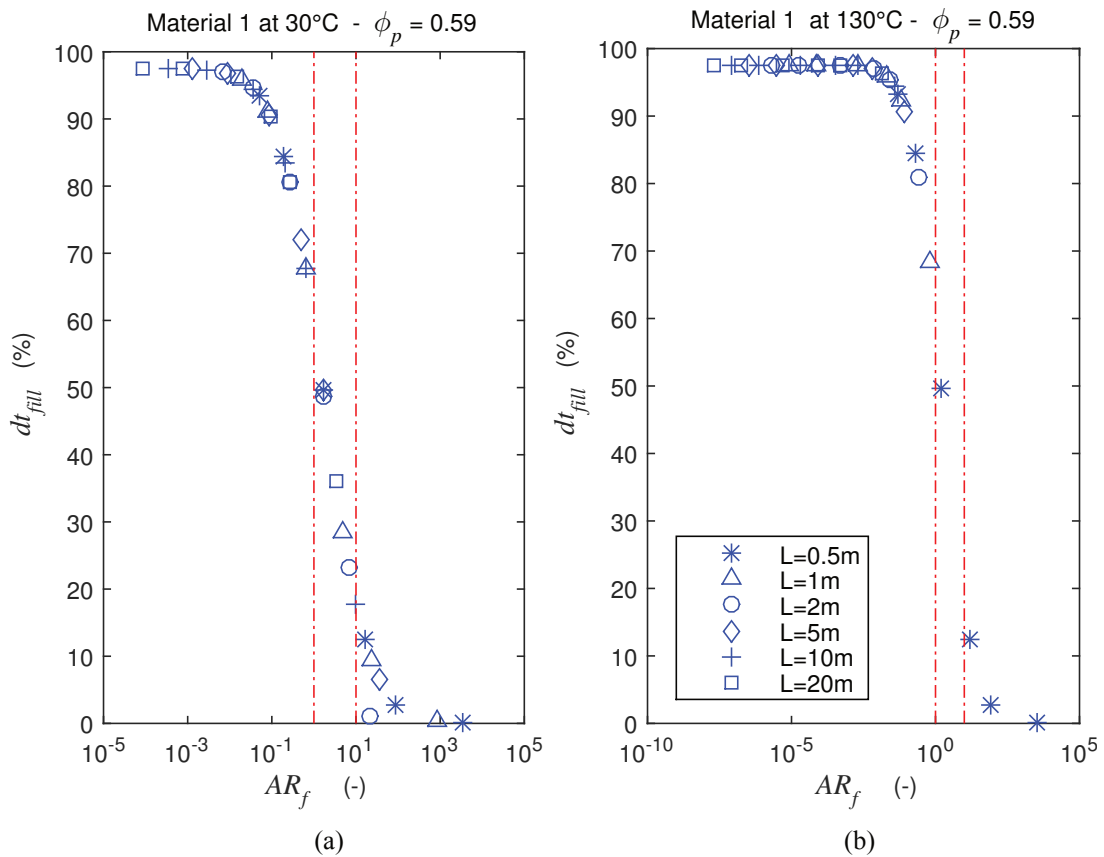 Material 1 at 30°C - ϕp = 0.59
100
90
80
70
60
50
40
30
20
10
0
dtfill (%)
10-5
10-3
10-1
101
103
105
ARf (-)
(a)
Material 1 at 130°C - ϕp = 0.59
100
90
80
70
60
50
40
30
20
10
0
dtfill (%)
L=0.5m
L=1m
L=2m
L=5m
L=10m
L=20m
10-10
10-5
100
105
ARf (-)
(b)